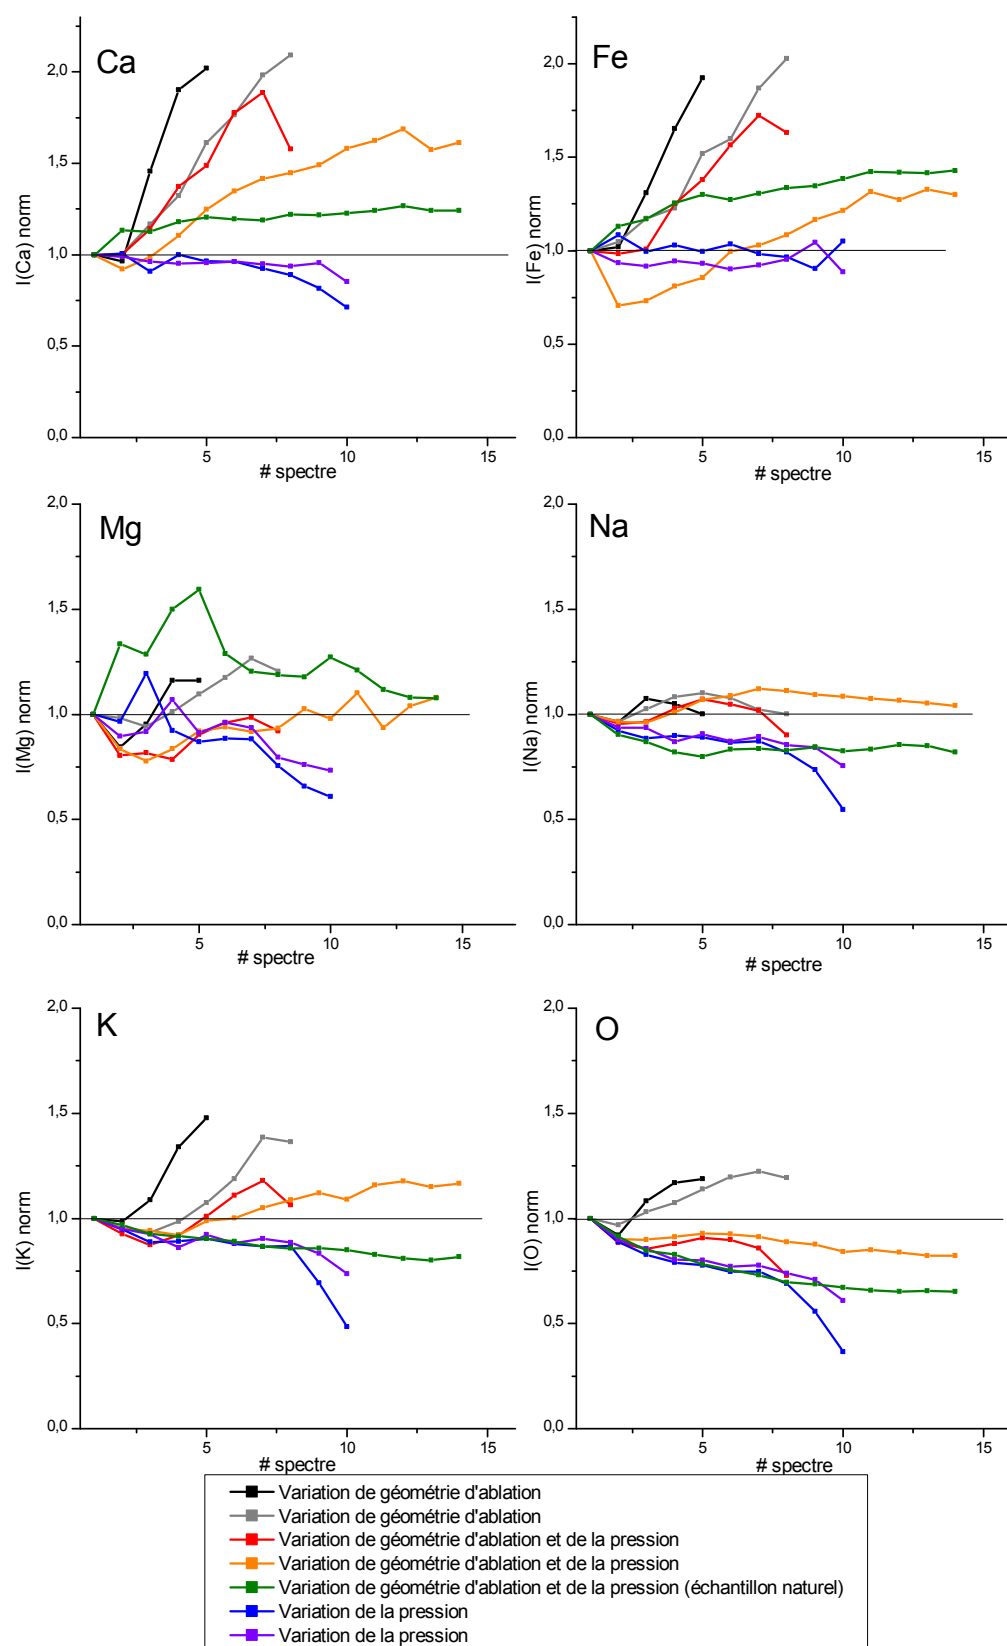 Ca
I(Ca) norm
2,0
1,5
1,0
0,5
0,0
5
10
15
# spectre
Fe
I(Fe) norm
2,0
1,5
1,0
0,5
0,0
5
10
15
# spectre
Mg
I(Mg) norm
2,0
1,5
1,0
0,5
0,0
5
10
15
# spectre
Na
I(Na) norm
2,0
1,5
1,0
0,5
0,0
5
10
15
# spectre
K
I(K) norm
2,0
1,5
1,0
0,5
0,0
5
10
15
# spectre
O
I(O) norm
2,0
1,5
1,0
0,5
0,0
5
10
15
# spectre
Variation de géométrie d'ablation
Variation de géométrie d'ablation
Variation de géométrie d'ablation et de la pression
Variation de géométrie d'ablation et de la pression
Variation de géométrie d'ablation et de la pression (échantillon naturel)
Variation de la pression
Variation de la pression